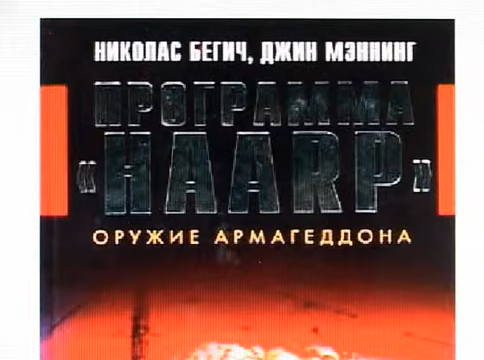 НИКОЛАС БЕГИЧ, ДЖИН МЭННИНГ
ПРОГРАММА
«HAARP»
ОРУЖИЕ АРМАГЕДДОНА